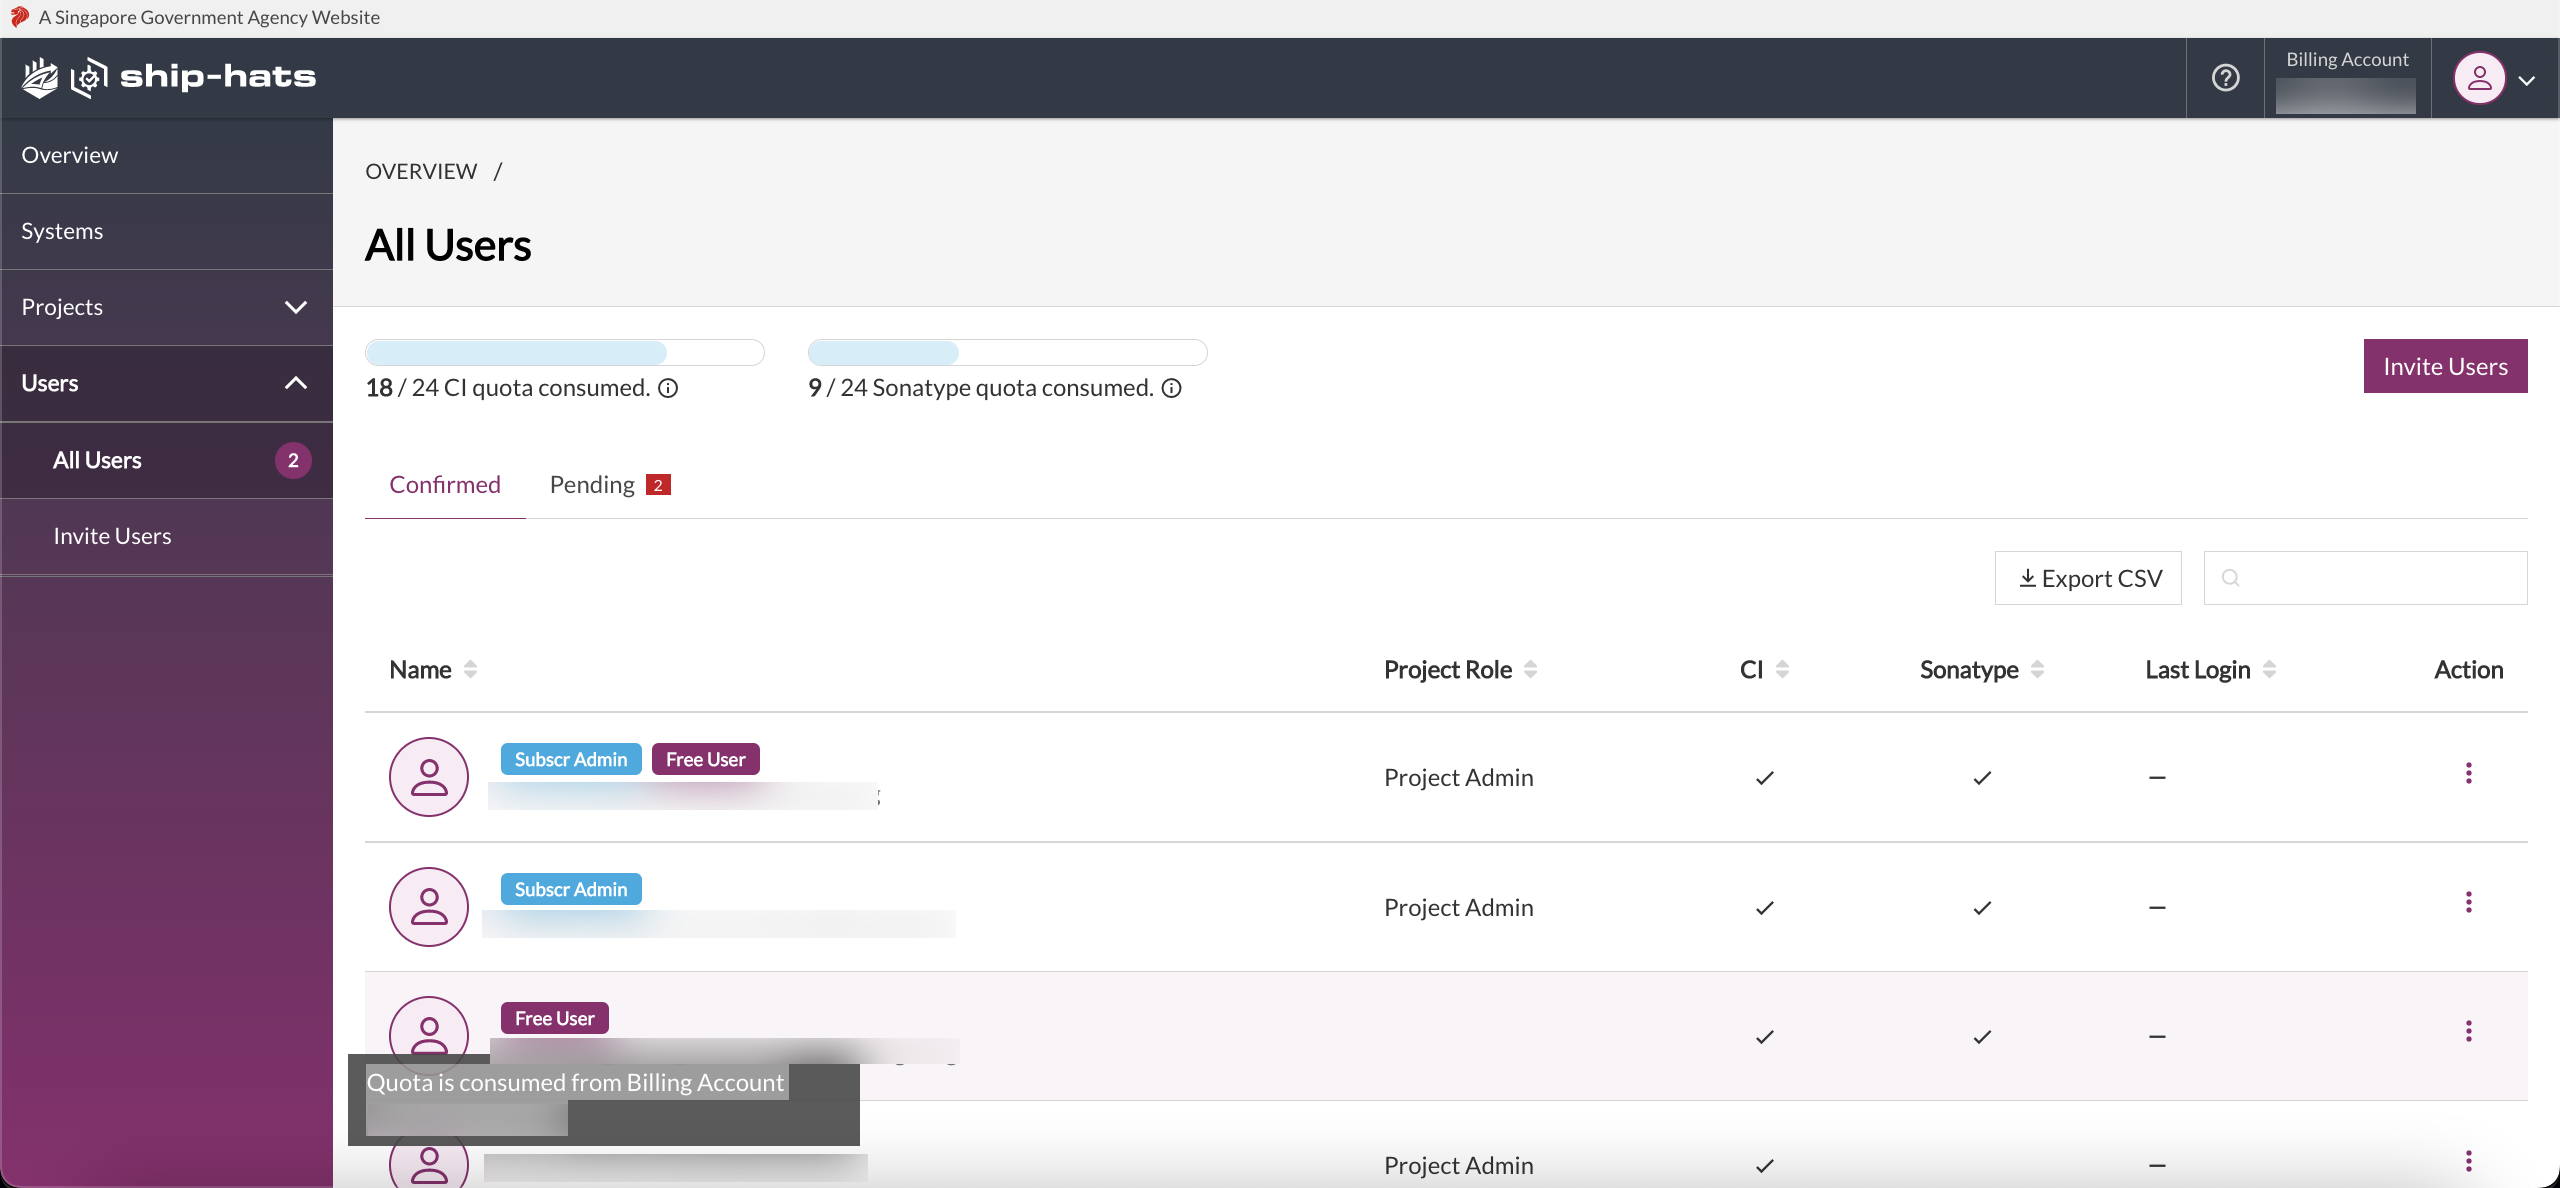 A Singapore Government Agency Website
ship-hats
Billing Account
Overview
Systems
Projects
Users
All Users 2
Invite Users
OVERVIEW /
All Users
18 / 24 CI quota consumed.
9 / 24 Sonatype quota consumed.
Invite Users
Confirmed
Pending 2
Export CSV
Name Project Role CI Sonatype Last Login Action
Subscr Admin Free User
Project Admin –
Subscr Admin
Project Admin –
Free User
–
Quota is consumed from Billing Account
Project Admin –